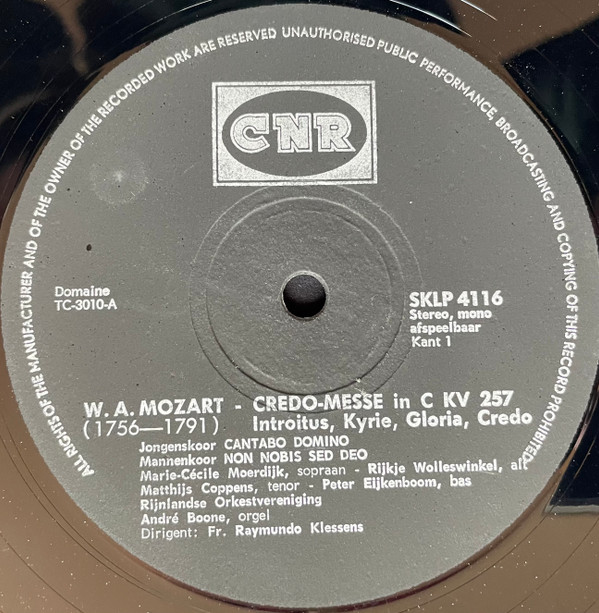 ALL RIGHTS OF THE MANUFACTURER AND OF THE OWNER OF THE RECORDED WORK ARE RESERVED UNAUTHORISED PUBLIC PERFORMANCE, BROADCASTING AND COPYING OF THIS RECORD PROHIBITED
CNR
Domaine
TC-3010-A
SKLP 4116
Stereo, mono
afspeelbaar
Kant 1
W. A. MOZART - CREDO-MESSE in C KV 257
(1756—1791) Introitus, Kyrie, Gloria, Credo
Jongenskoor CANTABO DOMINO
Mannenkoor NON NOBIS SED DEO
Marie-Cécile Moerdijk, sopraan - Rijkje Wolleswinkel,
Matthijs Coppens, tenor - Peter Eijkenboom, bas
Rijnlandse Orkestvereniging
André Boone, orgel
Dirigent: Fr. Raymundo Klessens